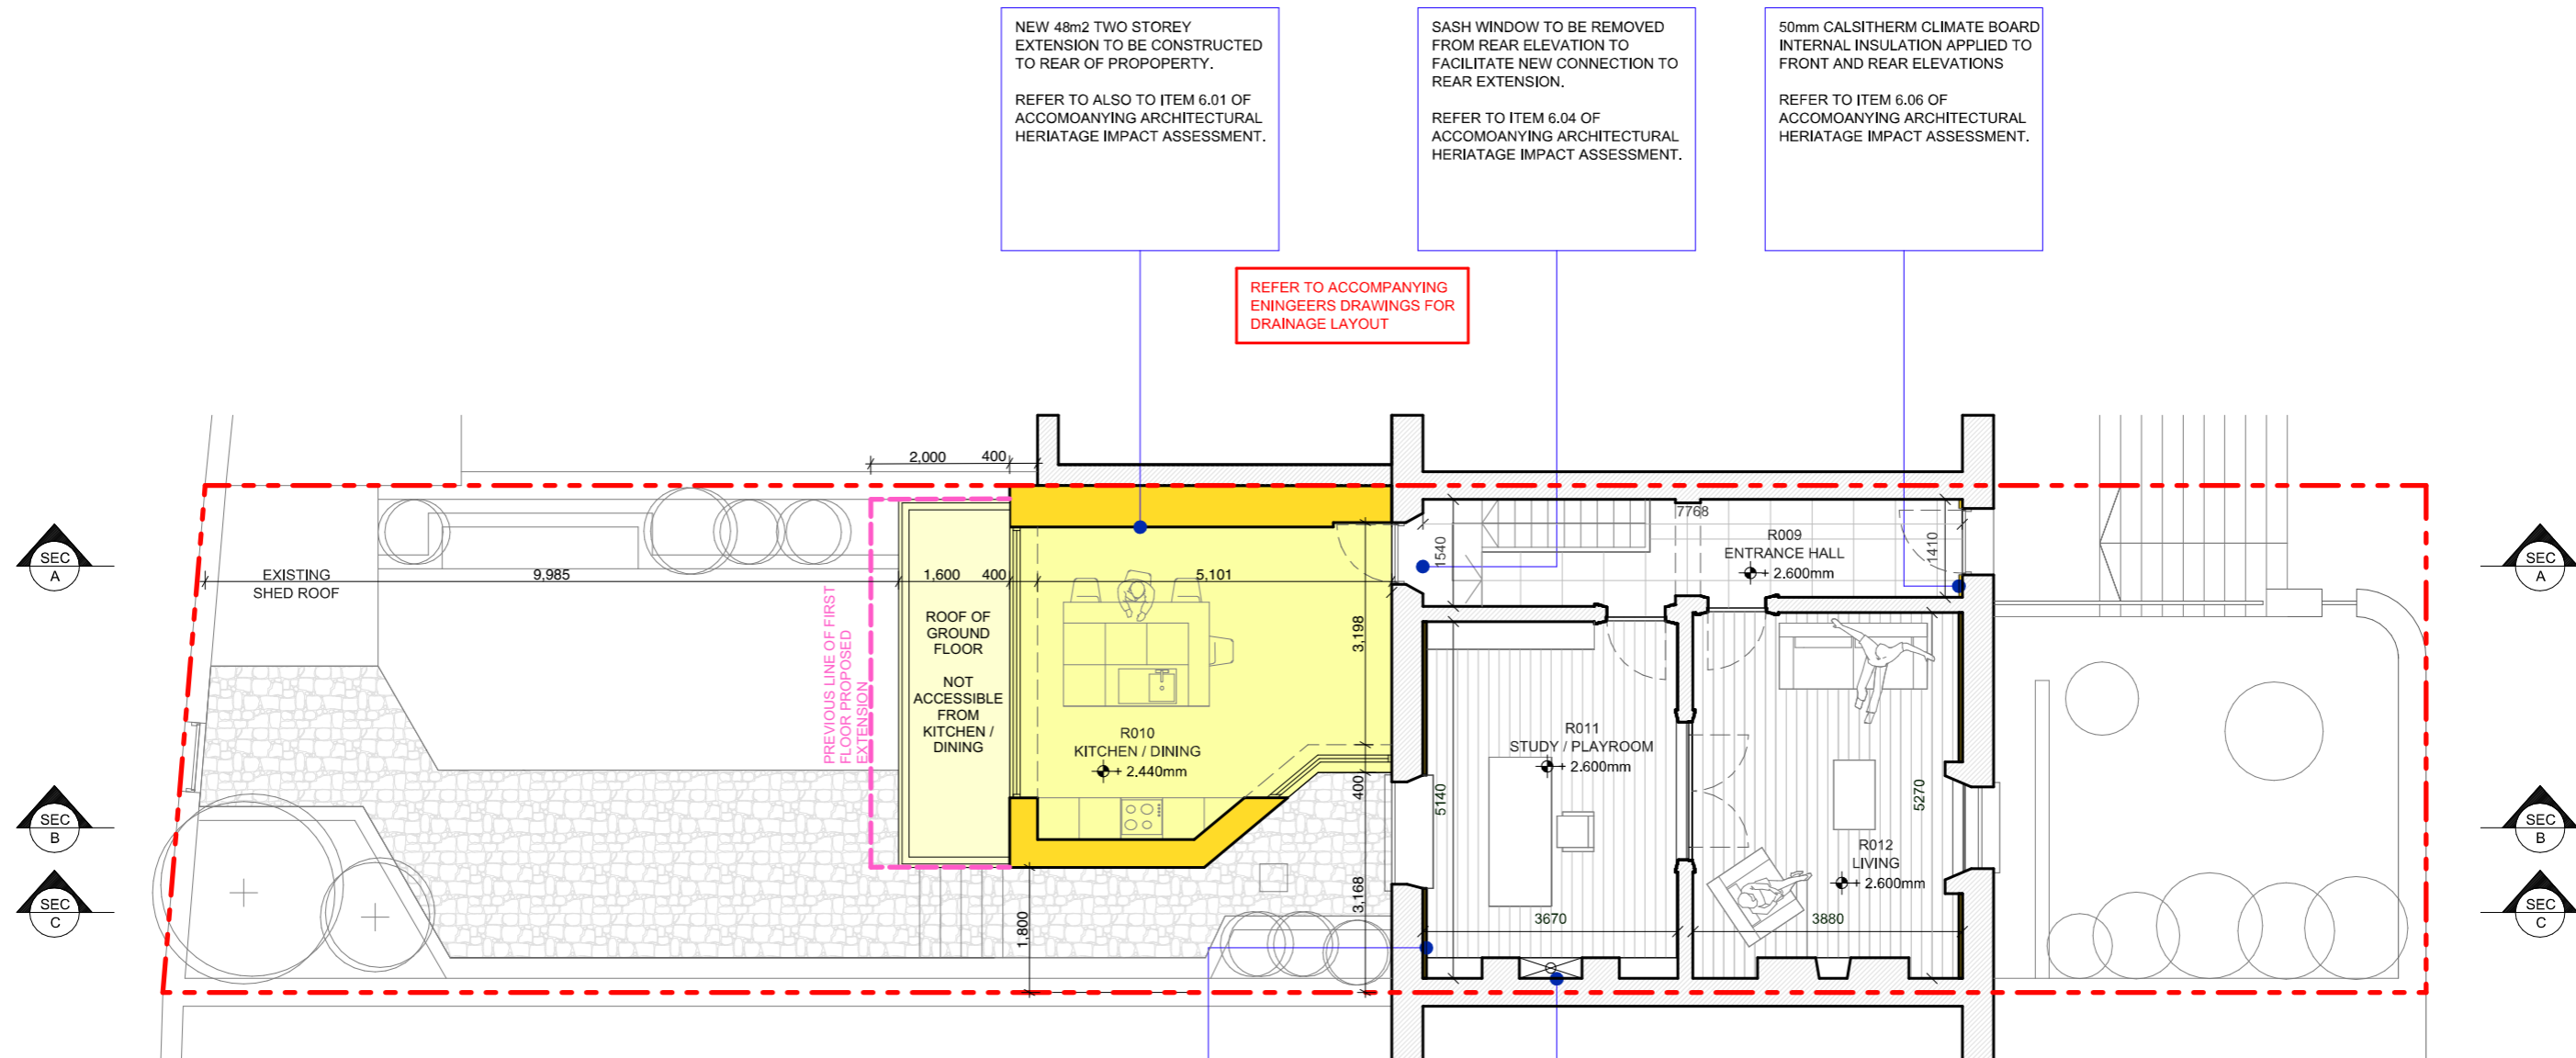 NEW 48m2 TWO STOREY
EXTENSION TO BE CONSTRUCTED
TO REAR OF PROPOPERTY.
REFER TO ALSO TO ITEM 6.01 OF
ACCOMOANYING ARCHITECTURAL
HERIATAGE IMPACT ASSESSMENT.
SASH WINDOW TO BE REMOVED
FROM REAR ELEVATION TO
FACILITATE NEW CONNECTION TO
REAR EXTENSION.
REFER TO ITEM 6.04 OF
ACCOMOANYING ARCHITECTURAL
HERIATAGE IMPACT ASSESSMENT.
50mm CALSITHERM CLIMATE BOARD
INTERNAL INSULATION APPLIED TO
FRONT AND REAR ELEVATIONS
REFER TO ITEM 6.06 OF
ACCOMOANYING ARCHITECTURAL
HERIATAGE IMPACT ASSESSMENT.
REFER TO ACCOMPANYING
ENINGEERS DRAWINGS FOR
DRAINAGE LAYOUT
2,000
400
SEC
A
EXISTING
SHED ROOF
9,985
1,600
400
5,101
1540
7768
R009
ENTRANCE HALL
+ 2.600mm
1410
SEC
A
PREVIOUS LINE OF FIRST
FLOOR PROPOSED
EXTENSION
ROOF OF
GROUND
FLOOR
NOT
ACCESSIBLE
FROM
KITCHEN /
DINING
3,198
R010
KITCHEN / DINING
+ 2.440mm
400
R011
STUDY / PLAYROOM
+ 2.600mm
5140
5270
SEC
B
R012
LIVING
+ 2.600mm
SEC
B
SEC
C
1,800
3,168
3670
3880
SEC
C